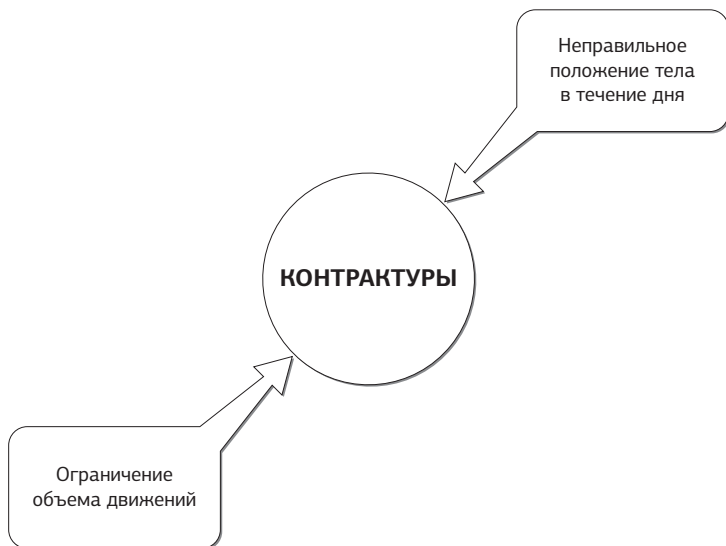 Неправильное
положение тела
в течение дня
КОНТРАКТУРЫ
Ограничение
объема движений